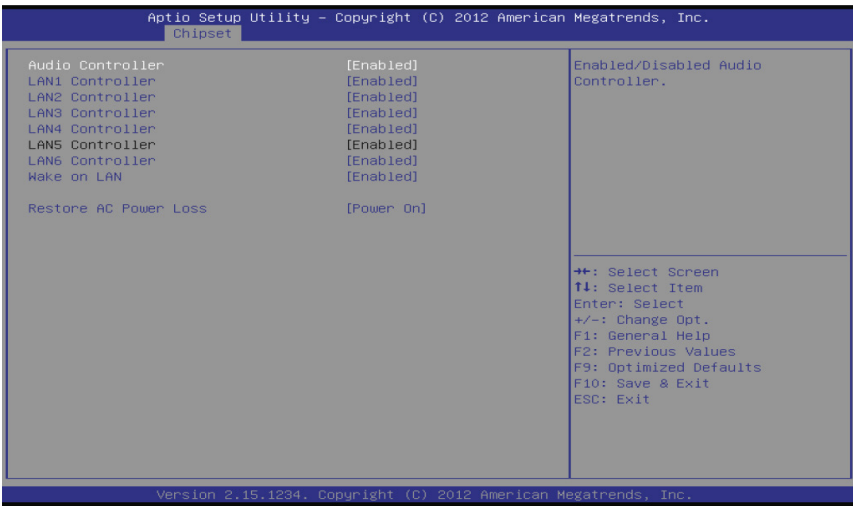 Aptio Setup Utility – Copyright (C) 2012 American Megatrends, Inc.
Chipset
Audio Controller [Enabled]
LAN1 Controller [Enabled]
LAN2 Controller [Enabled]
LAN3 Controller [Enabled]
LAN4 Controller [Enabled]
LAN5 Controller [Enabled]
LAN6 Controller [Enabled]
Wake on LAN [Enabled]
Restore AC Power Loss [Power On]
Enabled/Disabled Audio
Controller.
→←: Select Screen
↑↓: Select Item
Enter: Select
+/-: Change Opt.
F1: General Help
F2: Previous Values
F9: Optimized Defaults
F10: Save & Exit
ESC: Exit
Version 2.15.1234. Copyright (C) 2012 American Megatrends, Inc.